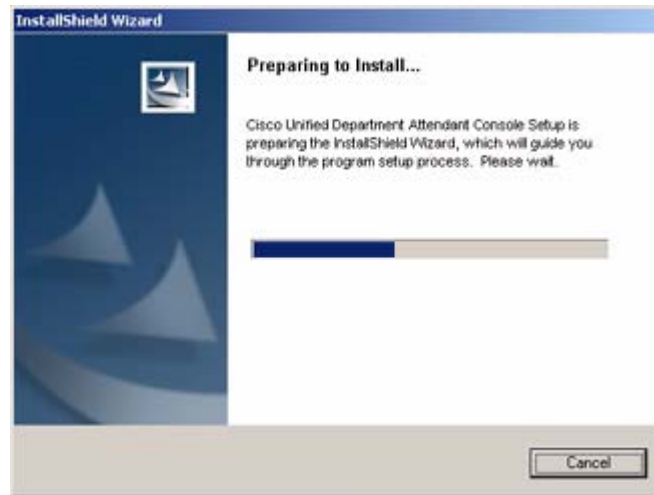 InstallShield Wizard
Preparing to Install...
Cisco Unified Department Attendant Console Setup is
preparing the InstallShield Wizard, which will guide you
through the program setup process. Please wait.
Cancel